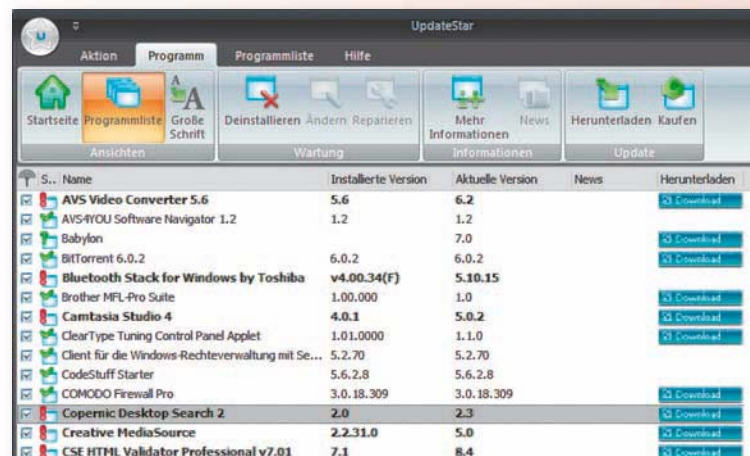 UpdateStar
Aktion Programm Programmliste Hilfe
Startseite Programmliste Große Schrift Deinstallieren Ändern Reparieren Mehr Informationen News Herunterladen Kaufen
Ansichten Wartung Informationen Update
S.. Name Installierte Version Aktuelle Version News Herunterladen
AVS Video Converter 5.6 5.6 6.2 Download
AVS4YOU Software Navigator 1.2 1.2 1.2
Babylon 7.0 Download
BitTorrent 6.0.2 6.0.2 6.0.2 Download
Bluetooth Stack for Windows by Toshiba v4.00.34(F) 5.10.15
Brother MFL-Pro Suite 1.00.000 1.0 Download
Camtasia Studio 4 4.0.1 5.0.2 Download
ClearType Tuning Control Panel Applet 1.01.0000 1.1.0 Download
Client für die Windows-Rechteverwaltung mit Se... 5.2.70 5.2.70
CodeStuff Starter 5.6.2.8 5.6.2.8
COMODO Firewall Pro 3.0.18.309 3.0.18.309 Download
Copernic Desktop Search 2 2.0 2.3 Download
Creative MediaSource 2.2.31.0 5.0 Download
CSE HTML Validator Professional v7.01 7.1 8.4 Download